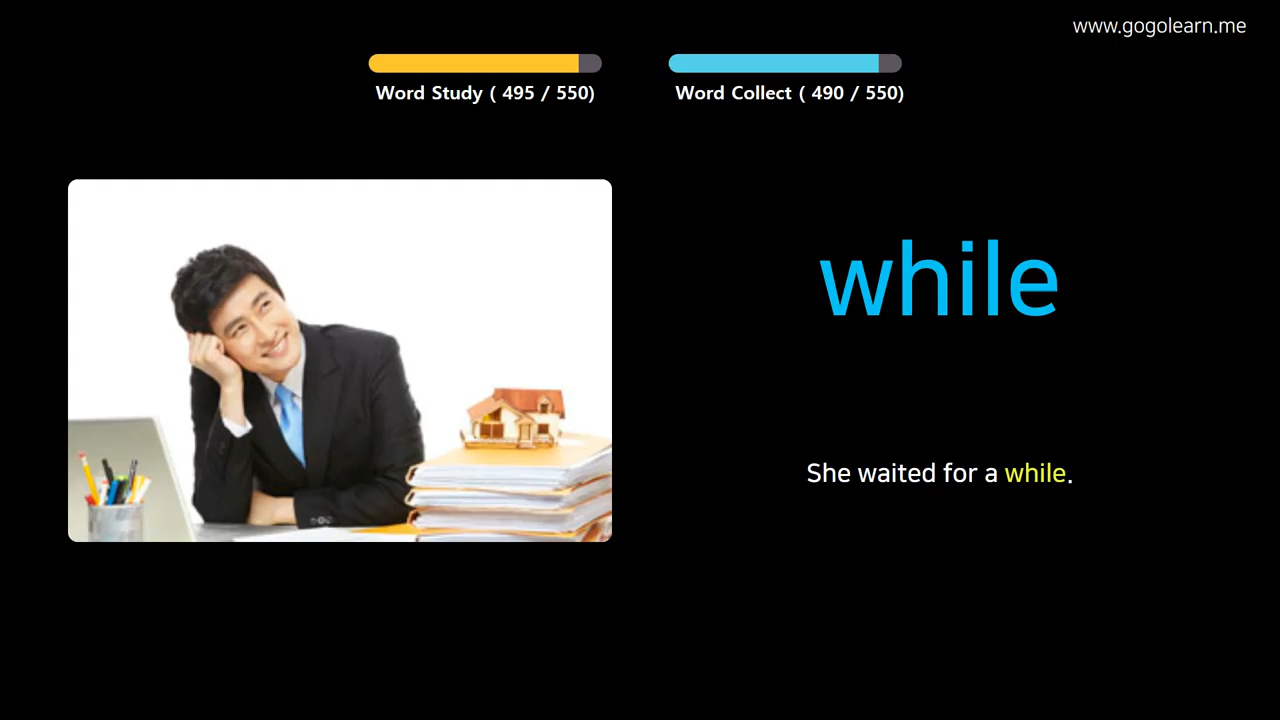 www.gogolearn.me
Word Study ( 495 / 550)
Word Collect ( 490 / 550)
while
She waited for a while.